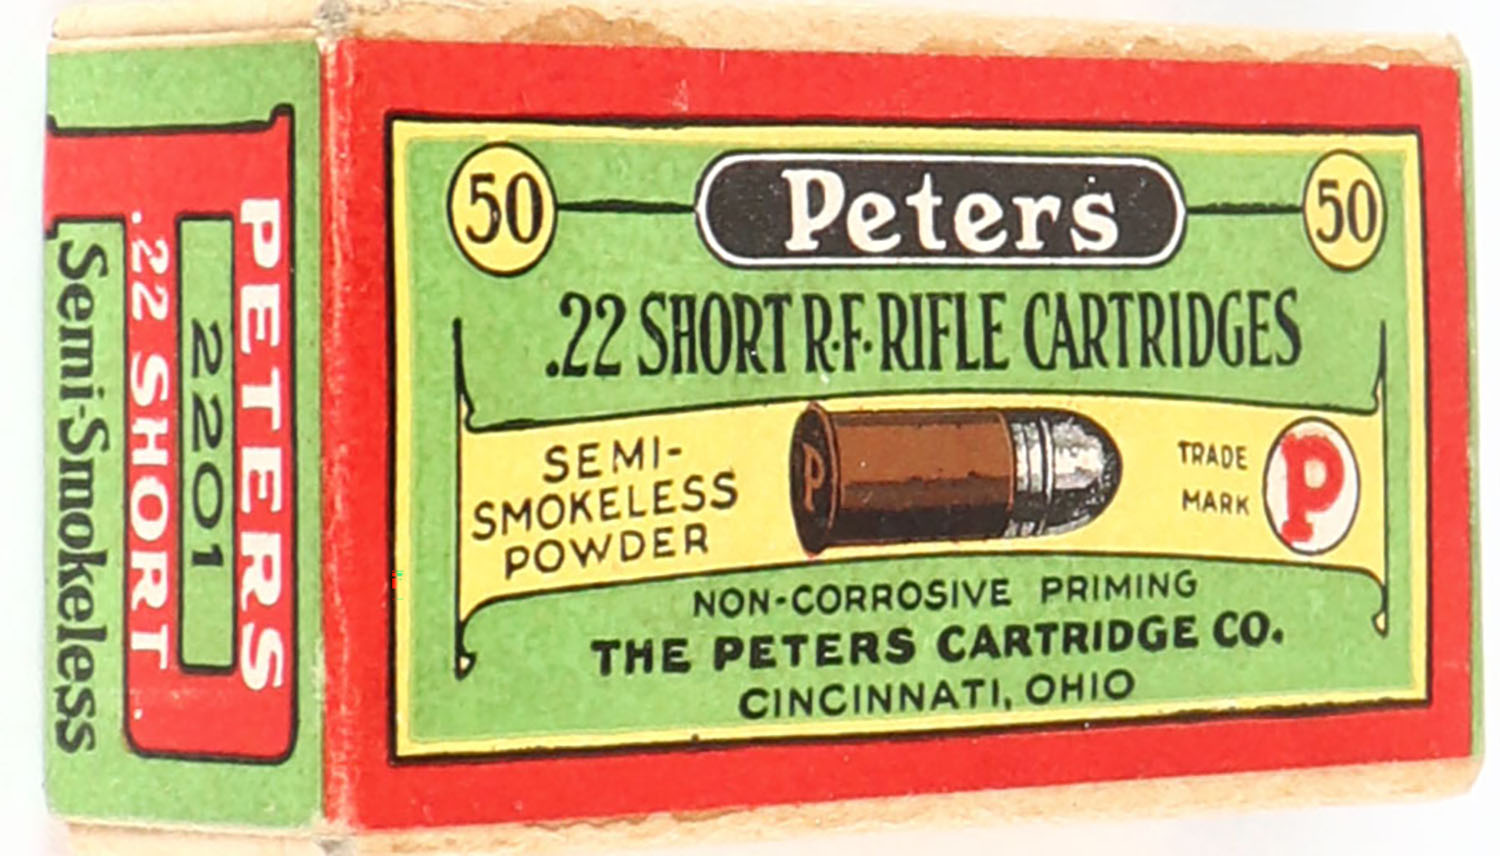 50 Peters 50
.22 SHORT R·F· RIFLE CARTRIDGES
SEMI-
SMOKELESS
POWDER
P
TRADE
MARK
P
NON-CORROSIVE PRIMING
THE PETERS CARTRIDGE CO.
CINCINNATI, OHIO
PETERS
2201
.22 SHORT
Semi-Smokeless